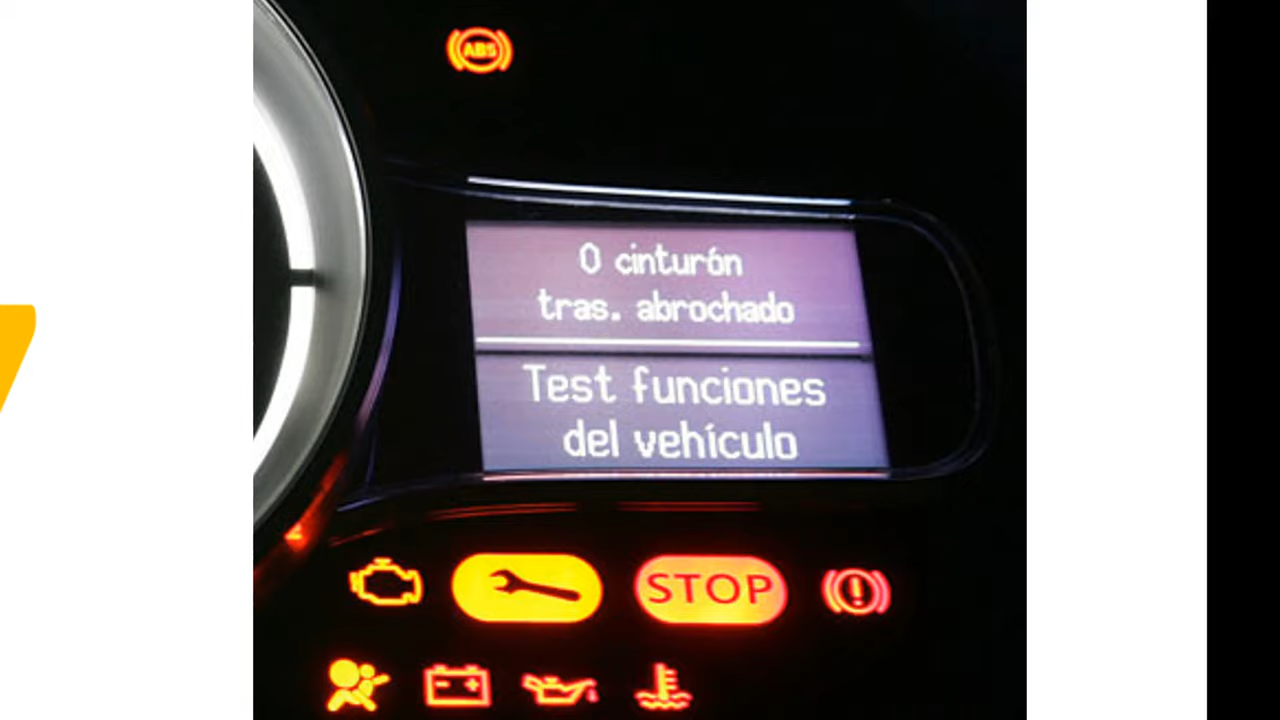 ABS
0 cinturón
tras. abrochado
Test funciones
del vehículo
STOP